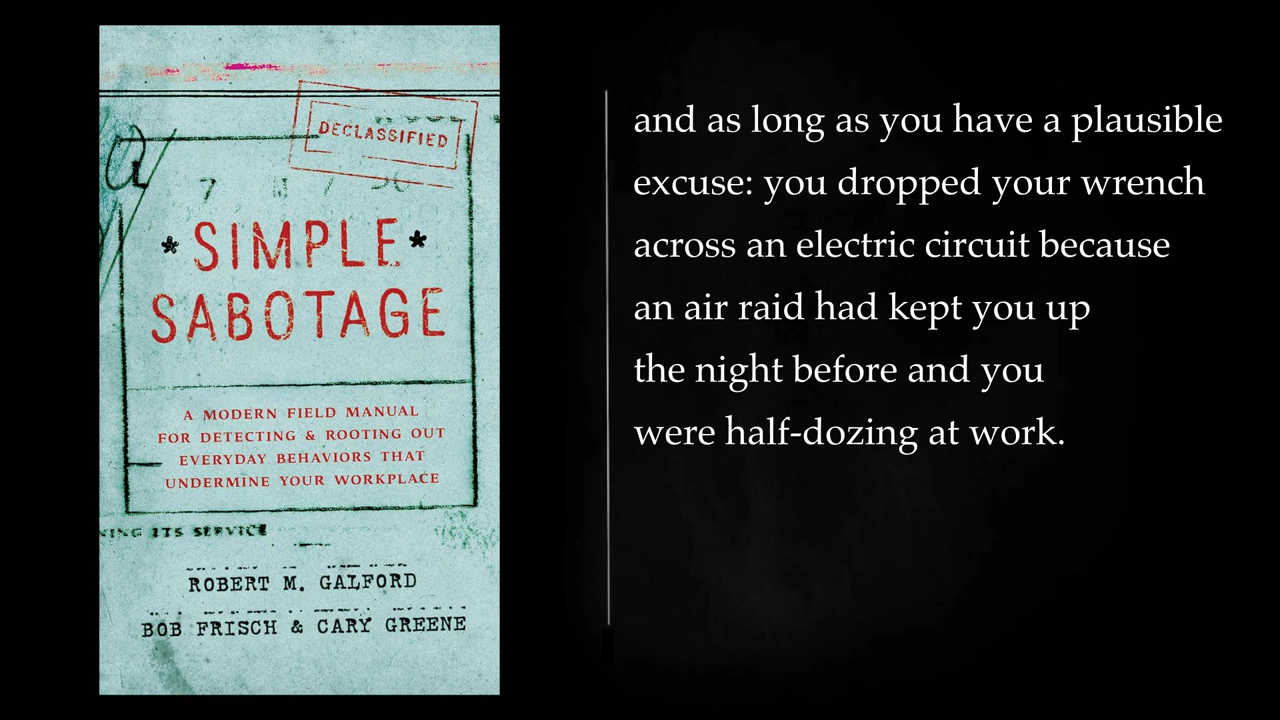 DECLASSIFIED
*SIMPLE*
SABOTAGE
A MODERN FIELD MANUAL
FOR DETECTING & ROOTING OUT
EVERYDAY BEHAVIORS THAT
UNDERMINE YOUR WORKPLACE
ITS SERVICE
ROBERT M. GALFORD
BOB FRISCH & CARY GREENE
and as long as you have a plausible
excuse: you dropped your wrench
across an electric circuit because
an air raid had kept you up
the night before and you
were half-dozing at work.